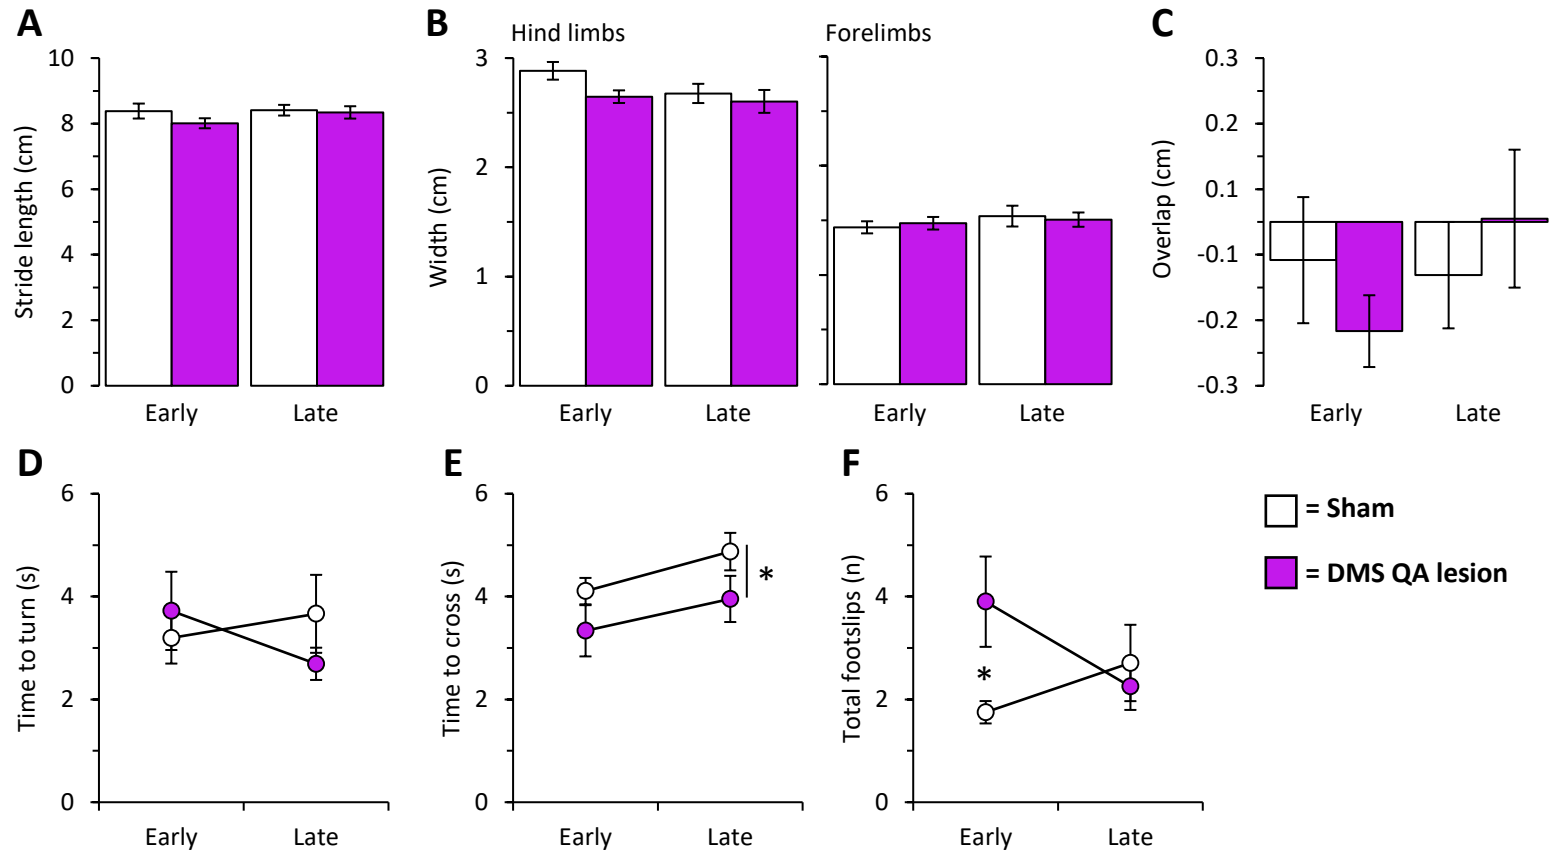 A
Stride length (cm)
10
8
6
4
2
0
Early Late
B
Hind limbs
Forelimbs
Width (cm)
3
2
1
0
Early Late
Early Late
C
Overlap (cm)
0.3
0.2
0.1
-0.1
-0.2
-0.3
Early Late
D
Time to turn (s)
6
4
2
0
Early Late
E
Time to cross (s)
6
4
2
0
*
Early Late
F
Total footslips (n)
6
4
2
0
*
Early Late
= Sham
= DMS QA lesion